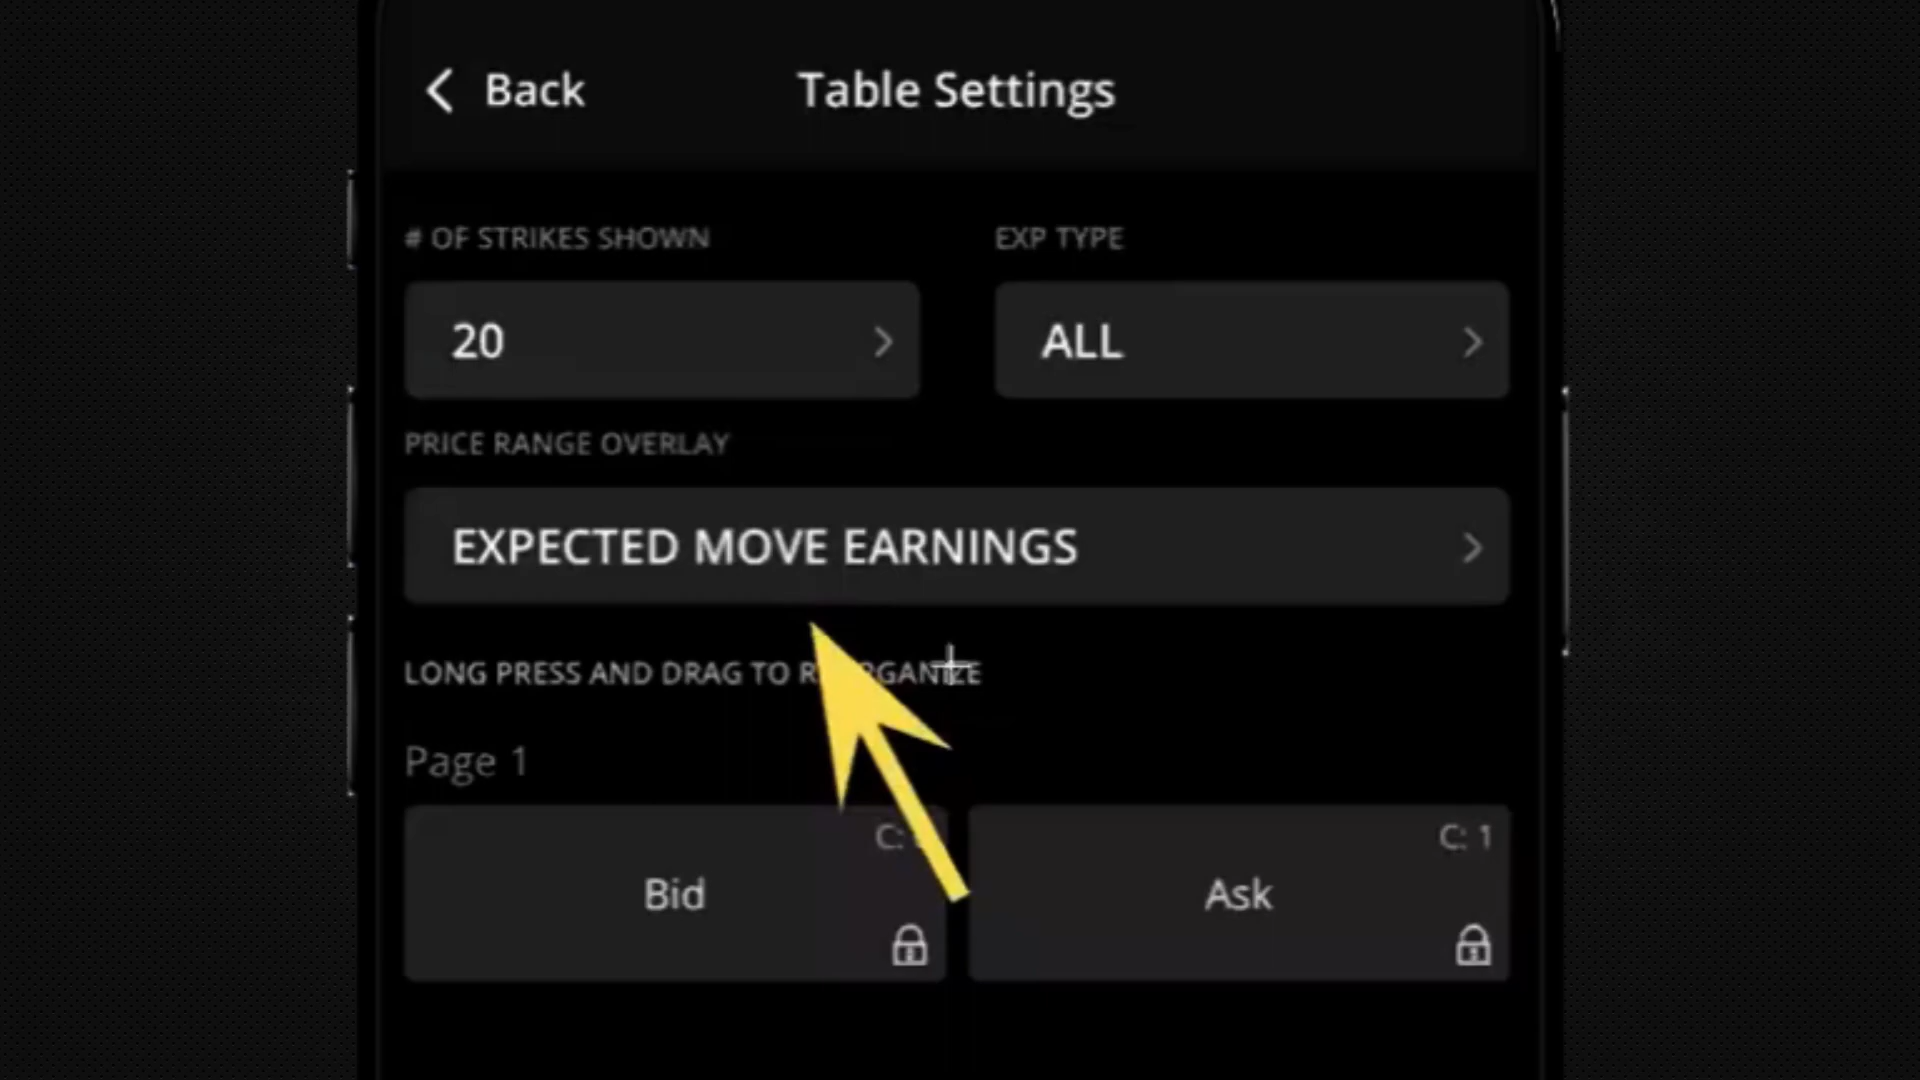 Back
Table Settings
# OF STRIKES SHOWN
EXP TYPE
20
ALL
PRICE RANGE OVERLAY
EXPECTED MOVE EARNINGS
LONG PRESS AND DRAG TO
Page 1
C:
Bid
C: 1
Ask